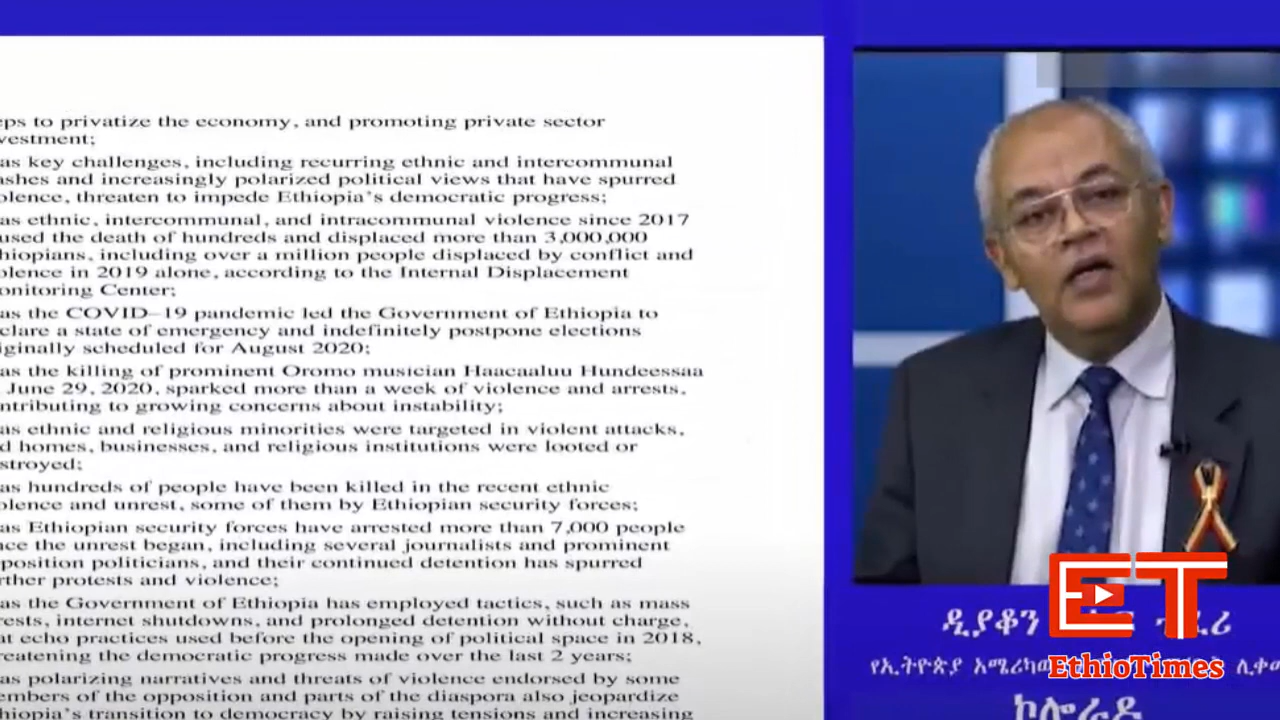 eps to privatize the economy, and promoting private sector
vestment;
as key challenges, including recurring ethnic and intercommunal
ashes and increasingly polarized political views that have spurred
olence, threaten to impede Ethiopia's democratic progress;
as ethnic, intercommunal, and intracommunal violence since 2017
used the death of hundreds and displaced more than 3,000,000
hiopians, including over a million people displaced by conflict and
olence in 2019 alone, according to the Internal Displacement
onitoring Center;
as the COVID–19 pandemic led the Government of Ethiopia to
clare a state of emergency and indefinitely postpone elections
iginally scheduled for August 2020;
as the killing of prominent Oromo musician Haacaaluu Hundeessaa
June 29, 2020, sparked more than a week of violence and arrests,
ntributing to growing concerns about instability;
as ethnic and religious minorities were targeted in violent attacks,
d homes, businesses, and religious institutions were looted or
stroyed;
as hundreds of people have been killed in the recent ethnic
olence and unrest, some of them by Ethiopian security forces;
as Ethiopian security forces have arrested more than 7,000 people
nce the unrest began, including several journalists and prominent
position politicians, and their continued detention has spurred
rther protests and violence;
as the Government of Ethiopia has employed tactics, such as mass
rests, internet shutdowns, and prolonged detention without charge,
at echo practices used before the opening of political space in 2018,
reatening the democratic progress made over the last 2 years;
as polarizing narratives and threats of violence endorsed by some
embers of the opposition and parts of the diaspora also jeopardize
hiopia's transition to democracy by raising tensions and increasing
ET
EthioTimes
ዲያቆን
የኢትዮጵያ
ኮሎራዶ